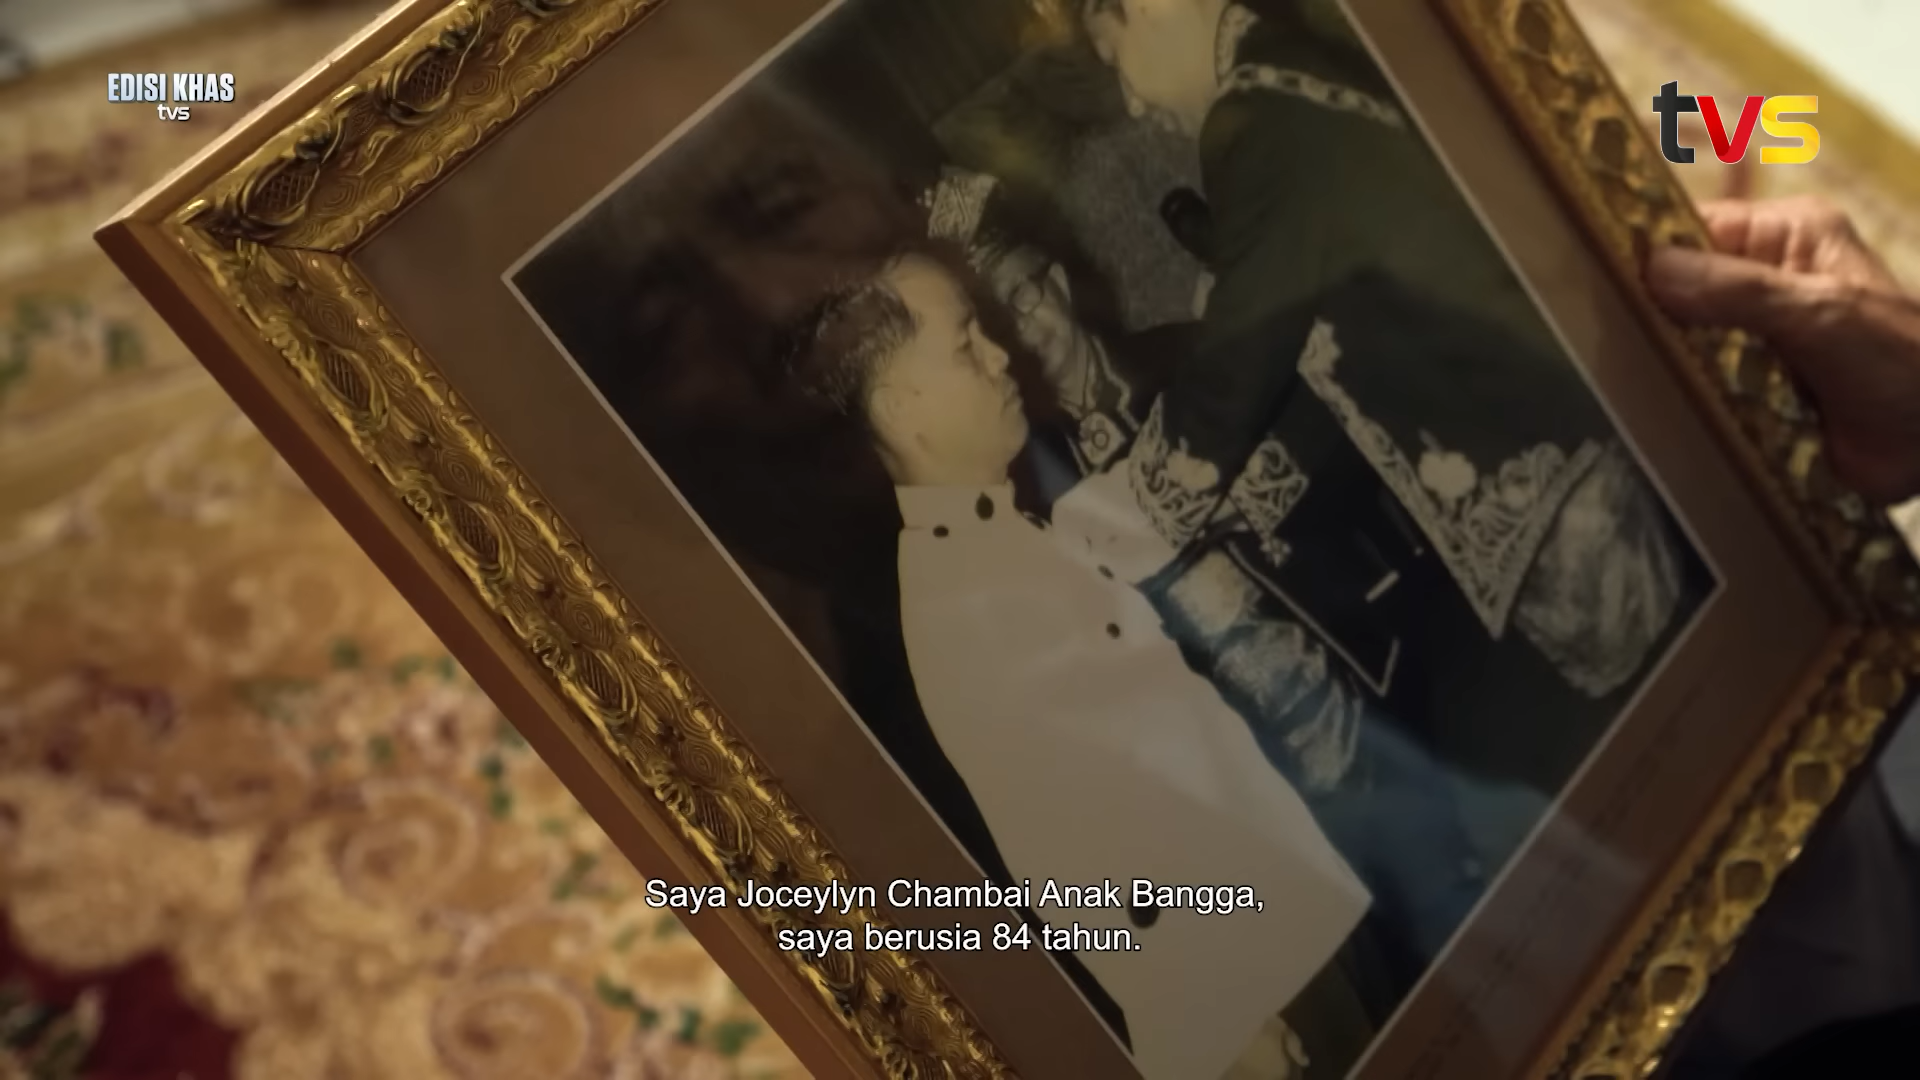 EDISI KHAS
tvs
tvs
Saya Joceylyn Chambai Anak Bangga,
saya berusia 84 tahun.